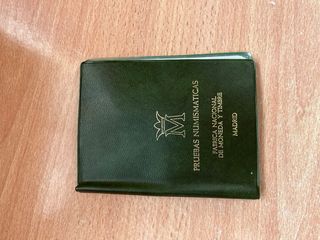 M
PRUEBAS NUMISMATICAS
FABRICA NACIONAL
DE MONEDA Y TIMBRE
MADRID